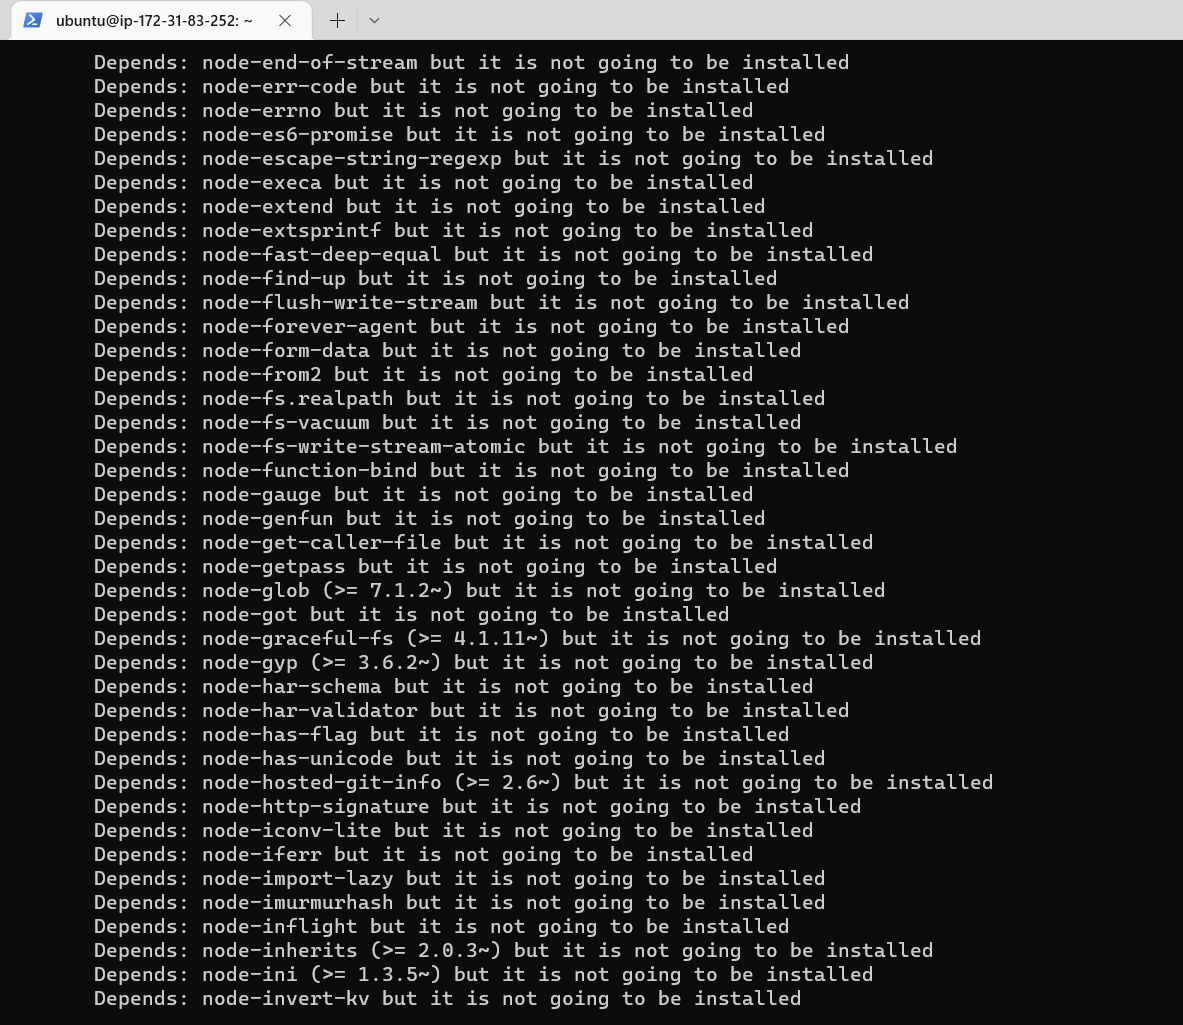 ubuntu@ip-172-31-83-252: ~
Depends: node-end-of-stream but it is not going to be installed
Depends: node-err-code but it is not going to be installed
Depends: node-errno but it is not going to be installed
Depends: node-es6-promise but it is not going to be installed
Depends: node-escape-string-regexp but it is not going to be installed
Depends: node-execa but it is not going to be installed
Depends: node-extend but it is not going to be installed
Depends: node-extsprintf but it is not going to be installed
Depends: node-fast-deep-equal but it is not going to be installed
Depends: node-find-up but it is not going to be installed
Depends: node-flush-write-stream but it is not going to be installed
Depends: node-forever-agent but it is not going to be installed
Depends: node-form-data but it is not going to be installed
Depends: node-from2 but it is not going to be installed
Depends: node-fs.realpath but it is not going to be installed
Depends: node-fs-vacuum but it is not going to be installed
Depends: node-fs-write-stream-atomic but it is not going to be installed
Depends: node-function-bind but it is not going to be installed
Depends: node-gauge but it is not going to be installed
Depends: node-genfun but it is not going to be installed
Depends: node-get-caller-file but it is not going to be installed
Depends: node-getpass but it is not going to be installed
Depends: node-glob (>= 7.1.2~) but it is not going to be installed
Depends: node-got but it is not going to be installed
Depends: node-graceful-fs (>= 4.1.11~) but it is not going to be installed
Depends: node-gyp (>= 3.6.2~) but it is not going to be installed
Depends: node-har-schema but it is not going to be installed
Depends: node-har-validator but it is not going to be installed
Depends: node-has-flag but it is not going to be installed
Depends: node-has-unicode but it is not going to be installed
Depends: node-hosted-git-info (>= 2.6~) but it is not going to be installed
Depends: node-http-signature but it is not going to be installed
Depends: node-iconv-lite but it is not going to be installed
Depends: node-iferr but it is not going to be installed
Depends: node-import-lazy but it is not going to be installed
Depends: node-imurmurhash but it is not going to be installed
Depends: node-inflight but it is not going to be installed
Depends: node-inherits (>= 2.0.3~) but it is not going to be installed
Depends: node-ini (>= 1.3.5~) but it is not going to be installed
Depends: node-invert-kv but it is not going to be installed